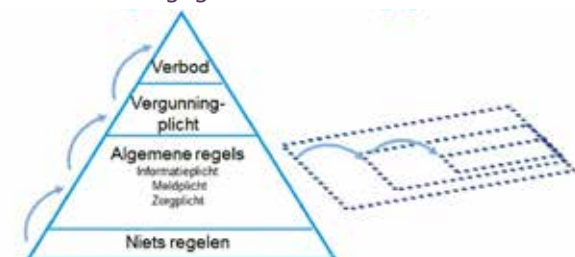 Verbod
Vergunning-
plicht
Algemene regels
Informatieplicht
Meldplicht
Zorgplicht
Niets regelen